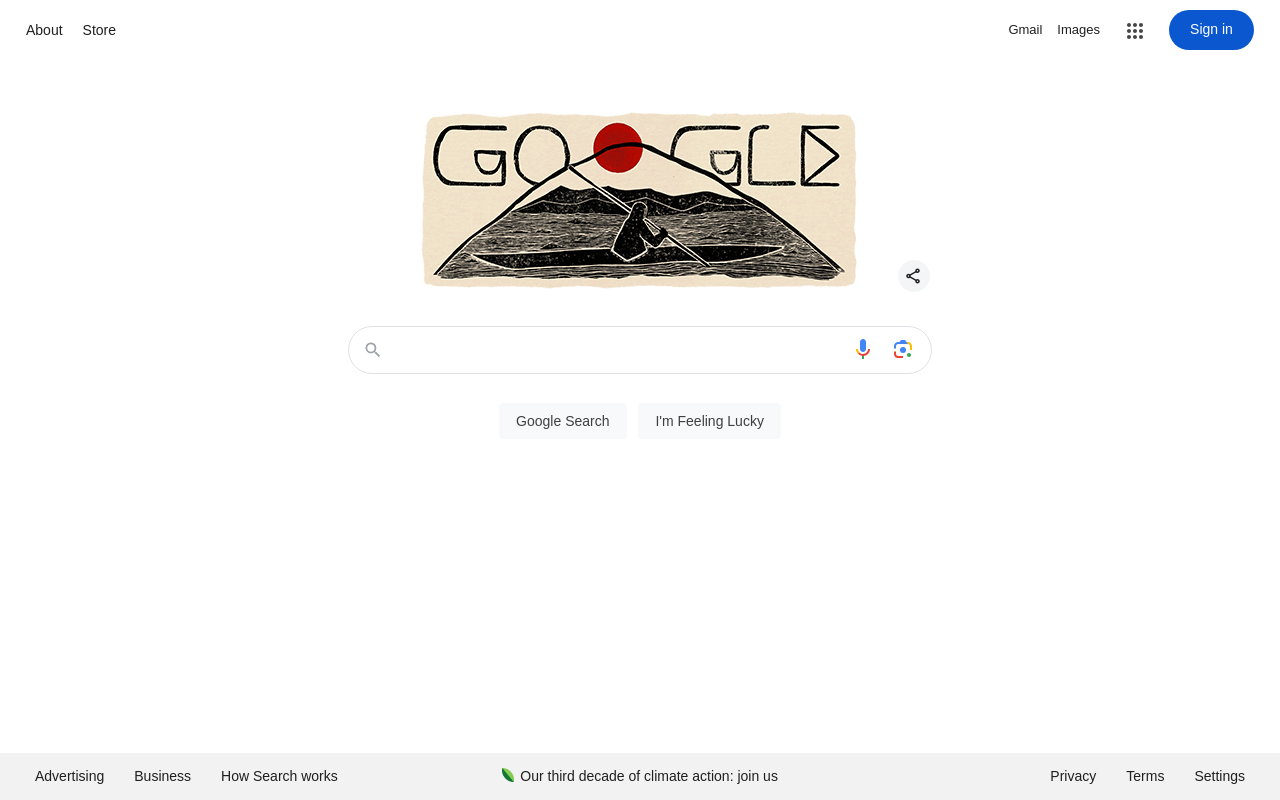 About Store Gmail Images Sign in
GOOGLE
Google Search I'm Feeling Lucky
Advertising Business How Search works Our third decade of climate action: join us Privacy Terms Settings